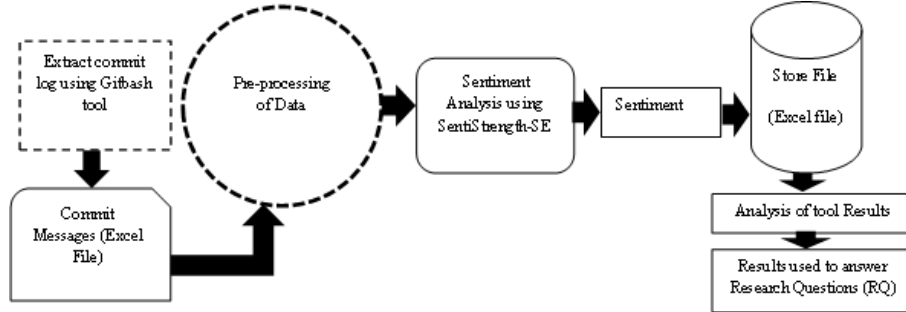 Extract commit
log using Gitbash
tool
Commit
Messages (Excel
File)
Pre-processing
of Data
Sentiment
Analysis using
SentiStrength-SE
Sentiment
Store File
(Excel file)
Analysis of tool Results
Results used to answer
Research Questions (RQ)